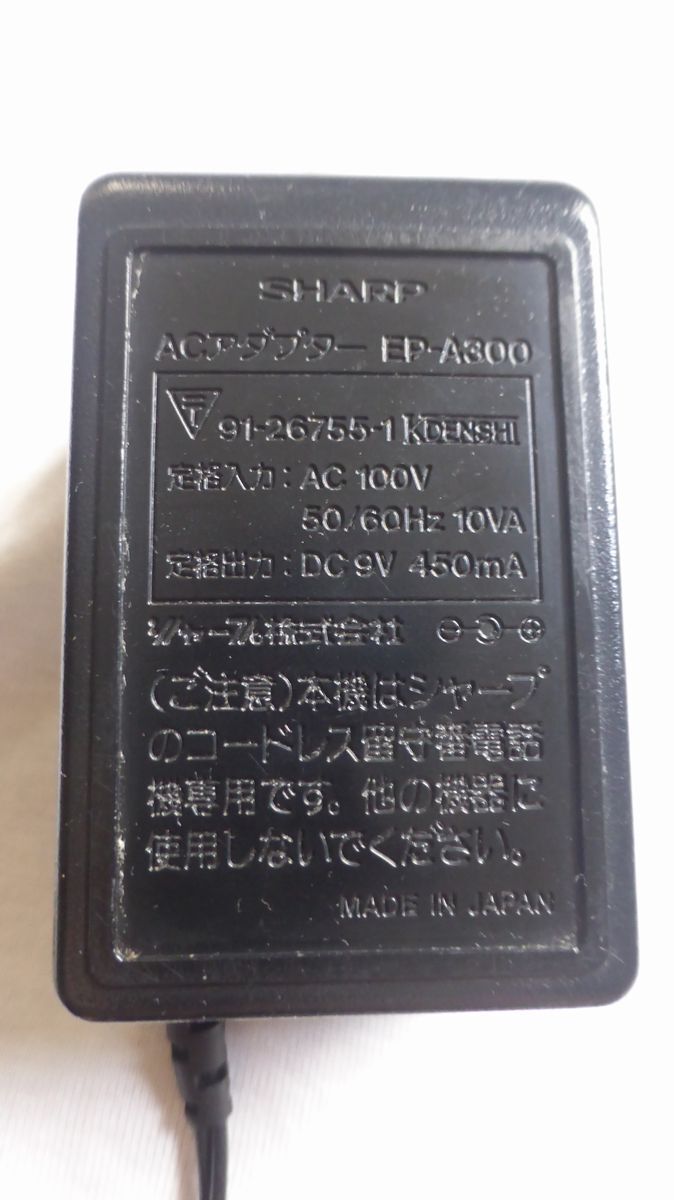 SHARP
ACアダプター EP-A300
〒 91-26755-1 KDENSHI
定格入力：AC 100V
50/60Hz 10VA
定格出力：DC 9V 450mA
シャープ株式会社
(ご注意)本機はシャープ
のコードレス留守番電話
機専用です。他の機器に
使用しないでください。
MADE IN JAPAN